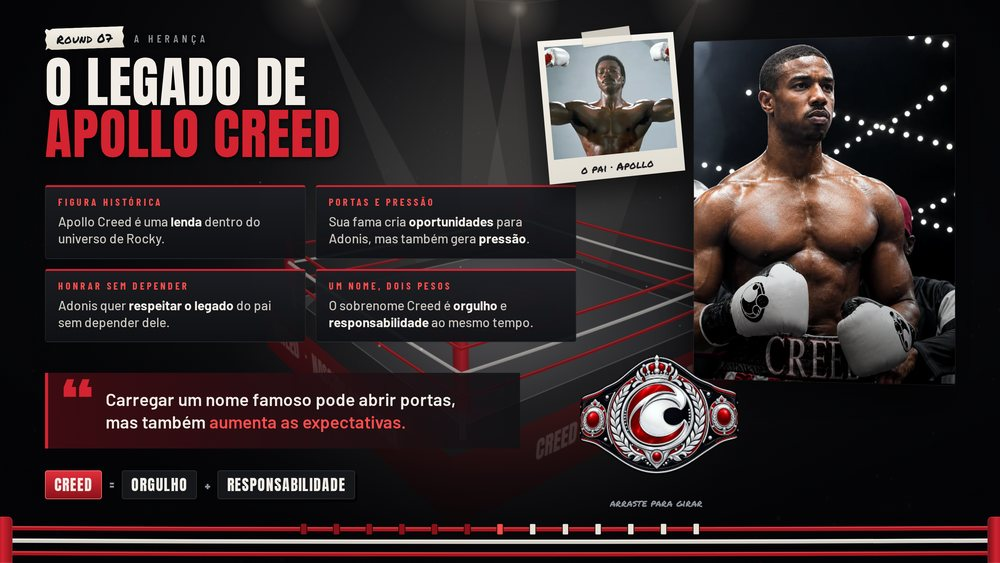 ROUND 07
A HERANÇA
O LEGADO DE
APOLLO CREED
O PAI · APOLLO
FIGURA HISTÓRICA
Apollo Creed é uma lenda dentro do
universo de Rocky.
PORTAS E PRESSÃO
Sua fama cria oportunidades para
Adonis, mas também gera pressão.
HONRAR SEM DEPENDER
Adonis quer respeitar o legado do pai
sem depender dele.
UM NOME, DOIS PESOS
O sobrenome Creed é orgulho e
responsabilidade ao mesmo tempo.
❝ Carregar um nome famoso pode abrir portas,
mas também aumenta as expectativas.
CREED = ORGULHO + RESPONSABILIDADE
CREED
CREED
ARRASTE PARA GIRAR